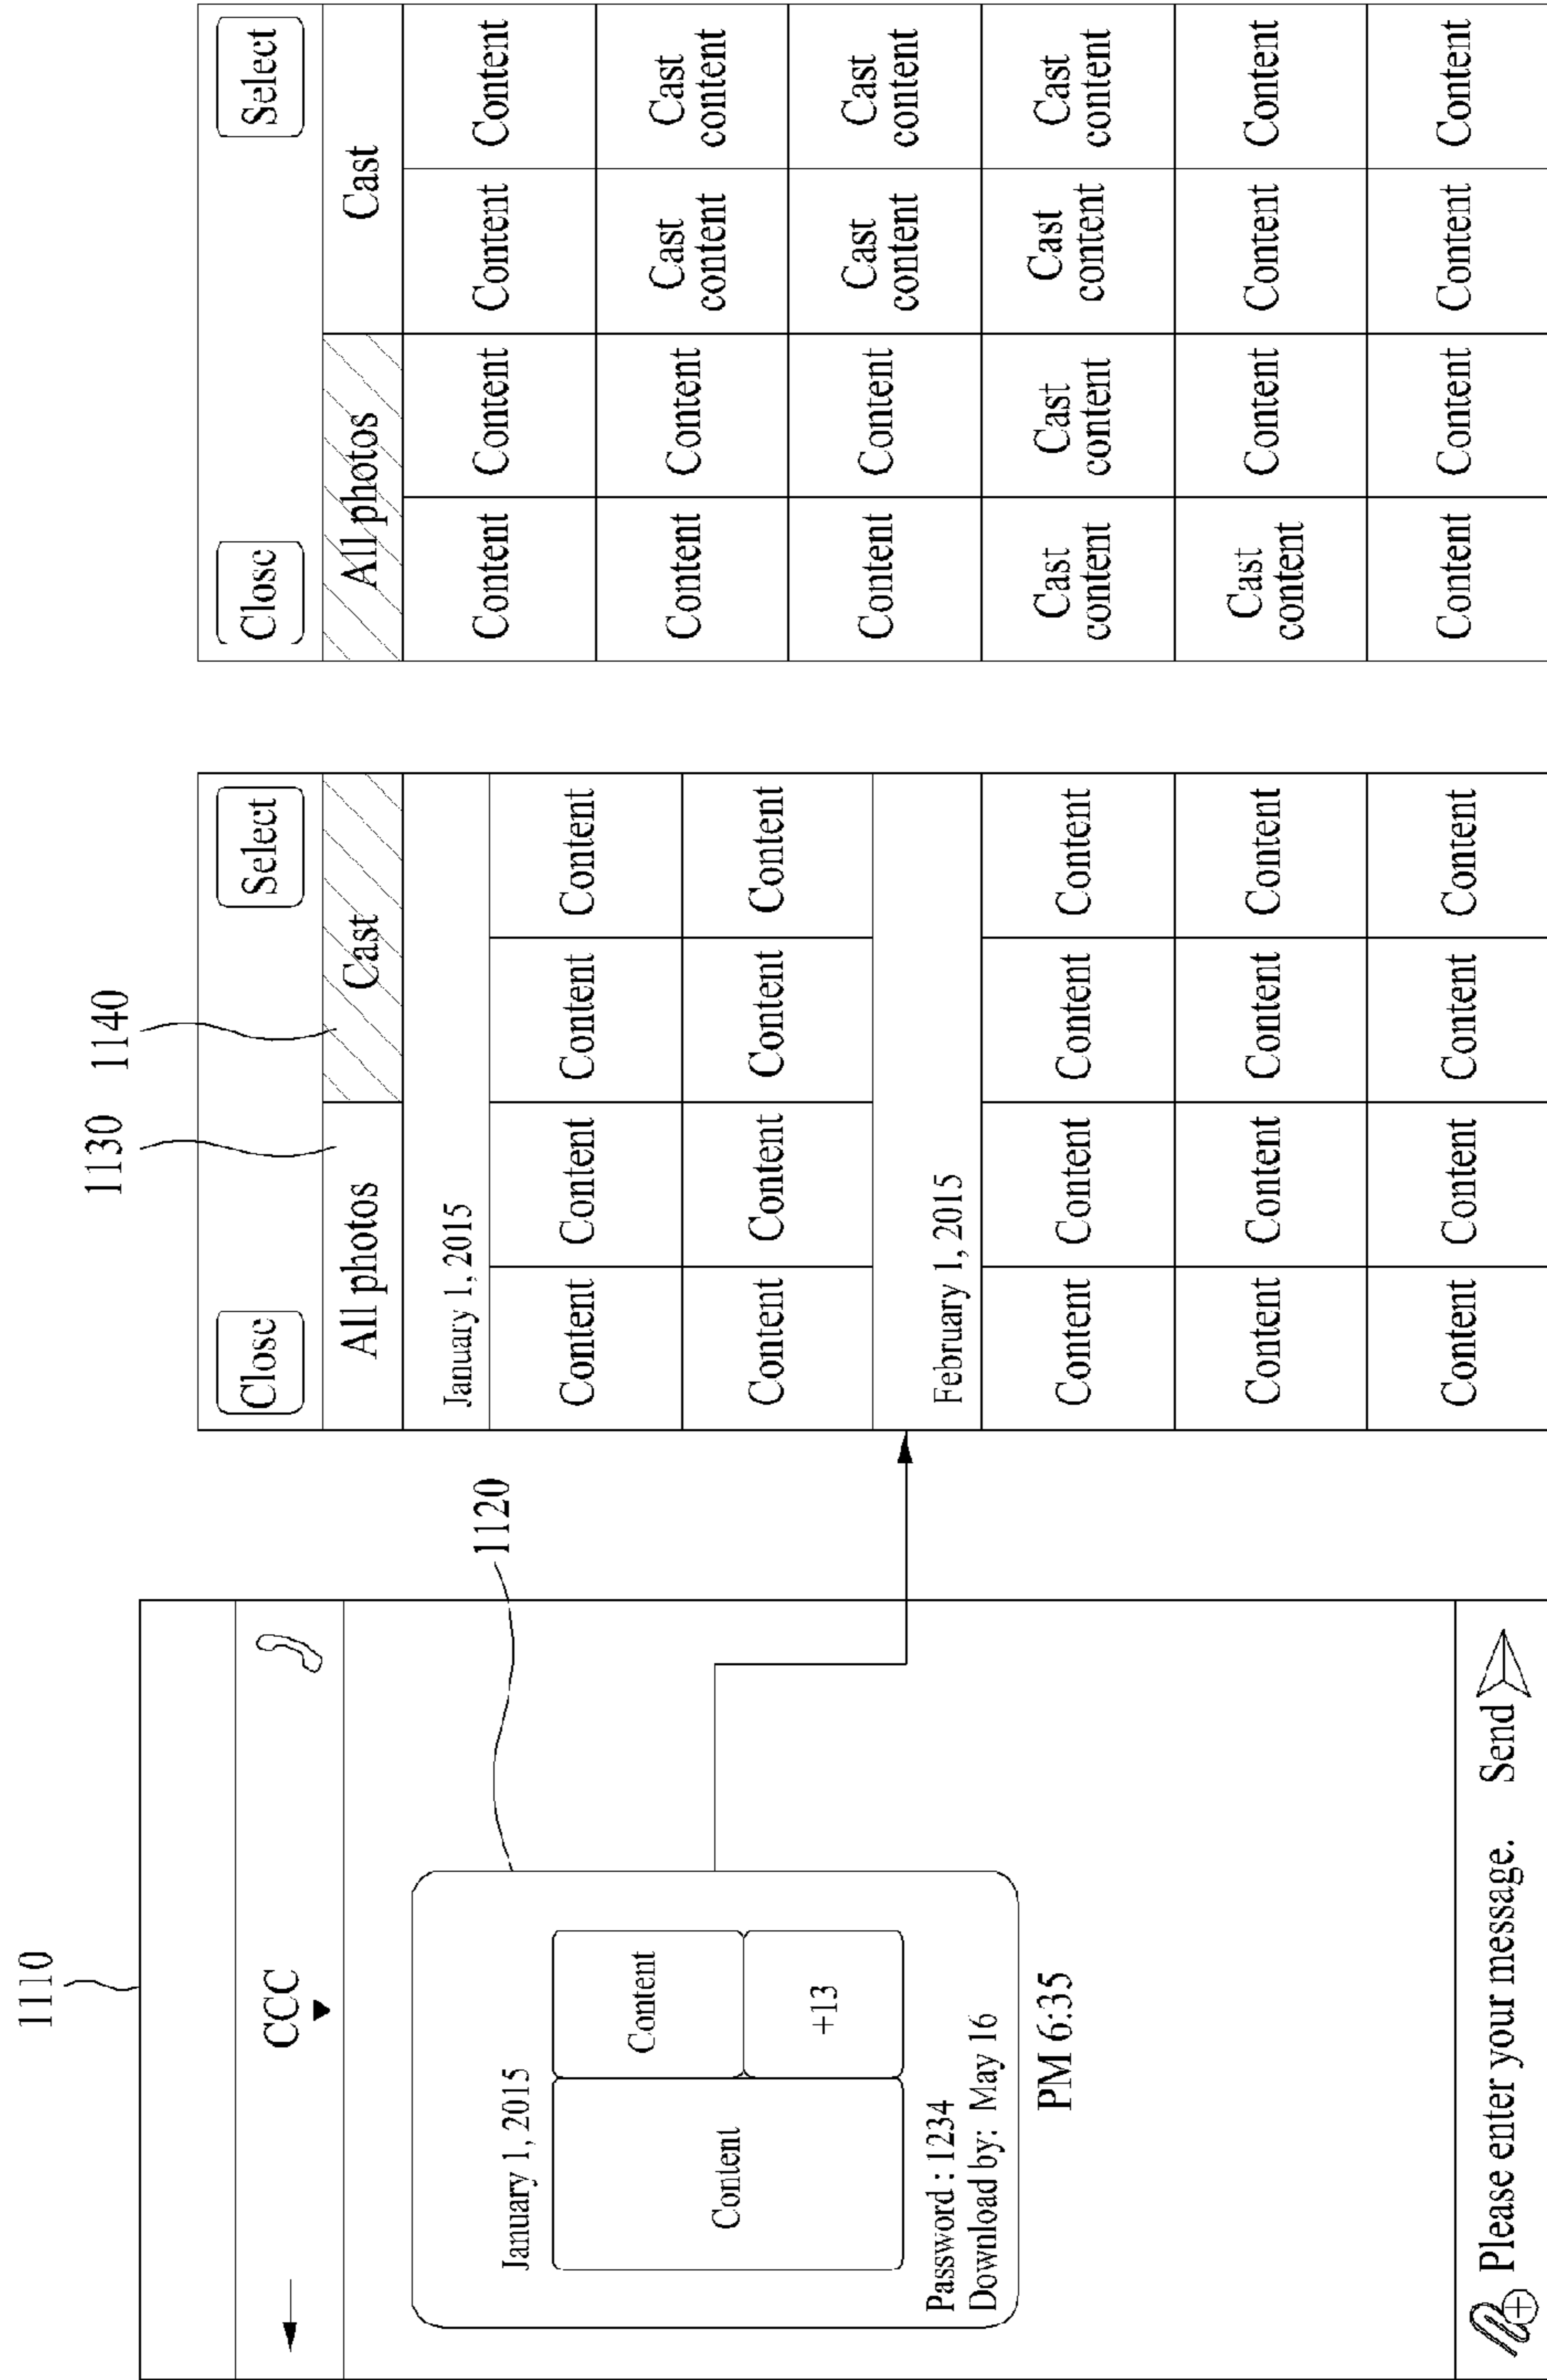 1110
CCC
January 1, 2015
Content
Content
+13
Password : 1234
Download by: May 16
PM 6:35
Please enter your message. Send
1120
1130 1140
Close Select
All photos Cast
January 1, 2015
Content Content Content Content
Content Content Content Content
February 1, 2015
Content Content Content Content
Content Content Content Content
Content Content Content Content
Close Select
All photos Cast
Content Content Content Content
Content Content Cast content Cast content
Content Content Cast content Cast content
Cast content Cast content Cast content Cast content
Cast content Content Content Content
Content Content Content Content